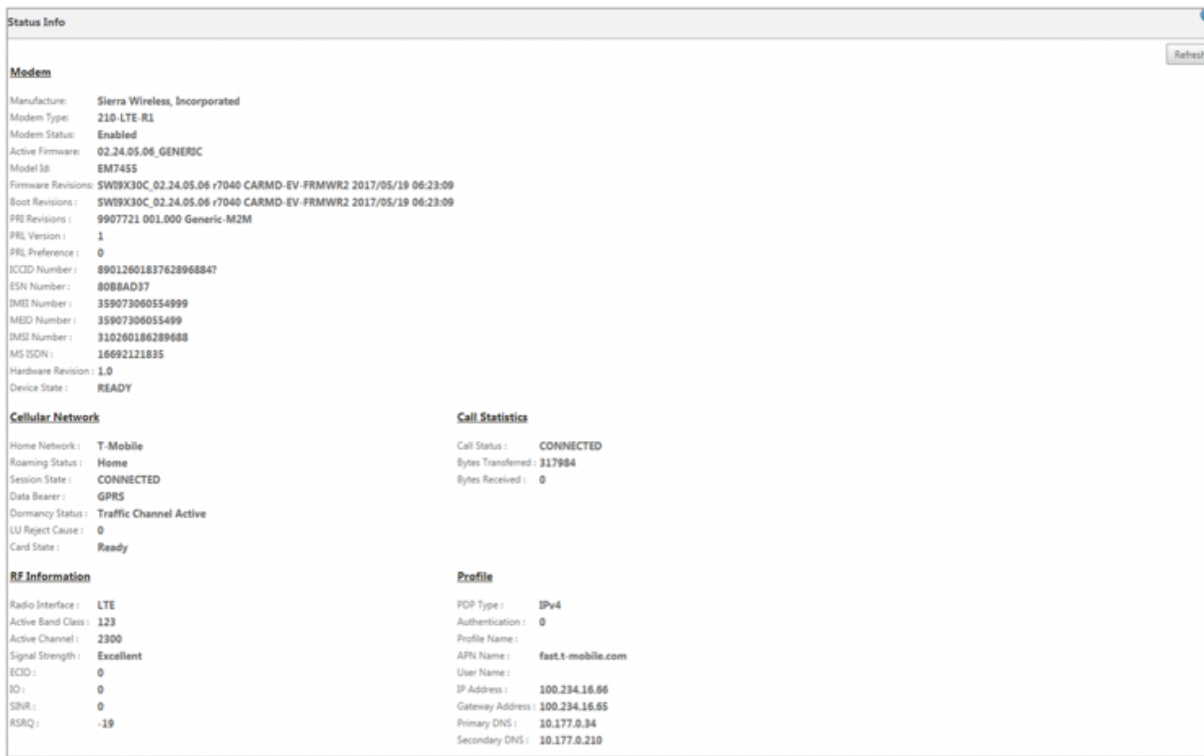 Status Info
Refresh
Modem
Manufacture: Sierra Wireless, Incorporated
Modem Type: 210-LTE-R1
Modem Status: Enabled
Active Firmware: 02.24.05.06_GENERIC
Model Id: EM7455
Firmware Revisions: SWI9X30C_02.24.05.06 r7040 CARMD-EV-FRMWR2 2017/05/19 06:23:09
Boot Revisions : SWI9X30C_02.24.05.06 r7040 CARMD-EV-FRMWR2 2017/05/19 06:23:09
PRI Revisions : 9907721 001.000 Generic-M2M
PRL Version : 1
PRL Preference : 0
ICCID Number : 8901260183762896884?
ESN Number : 80B8AD37
IMEI Number : 359073060554999
MEID Number : 35907306055499
IMSI Number : 310260186289688
MS ISDN : 16692121835
Hardware Revision : 1.0
Device State : READY
Cellular Network
Home Network : T-Mobile
Roaming Status : Home
Session State : CONNECTED
Data Bearer : GPRS
Dormancy Status : Traffic Channel Active
LU Reject Cause : 0
Card State : Ready
Call Statistics
Call Status : CONNECTED
Bytes Transferred : 317984
Bytes Received : 0
RF Information
Radio Interface : LTE
Active Band Class : 123
Active Channel : 2300
Signal Strength : Excellent
ECIO : 0
IO : 0
SINR : 0
RSRQ : -19
Profile
PDP Type : IPv4
Authentication : 0
Profile Name :
APN Name : fast.t-mobile.com
User Name :
IP Address : 100.234.16.66
Gateway Address : 100.234.16.65
Primary DNS : 10.177.0.34
Secondary DNS : 10.177.0.210